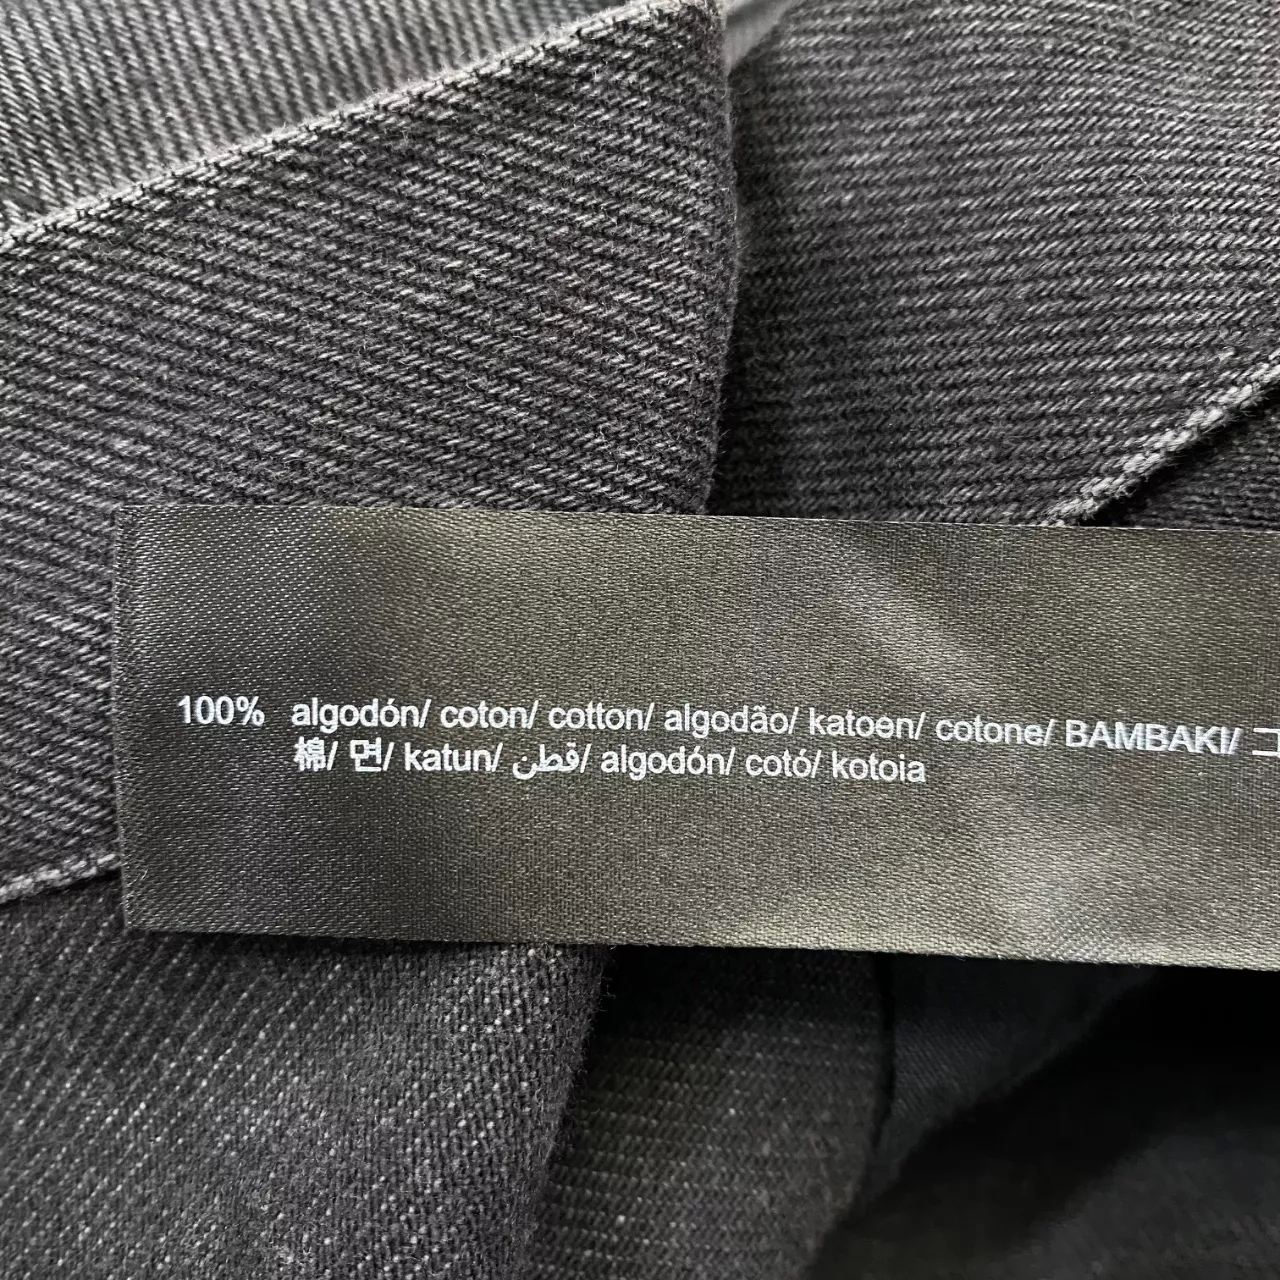 100% algodón/ coton/ cotton/ algodão/ katoen/ cotone/ BAMBAKI/
棉/ 면/ katun/ قطن/ algodón/ cotó/ kotoia